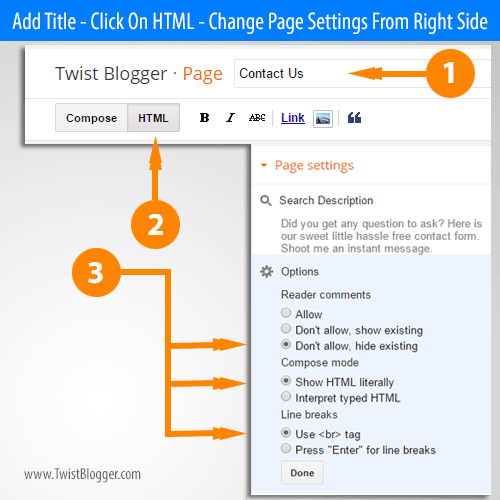 Add Title - Click On HTML - Change Page Settings From Right Side
Twist Blogger · Page Contact Us 1
Compose HTML B I ABC Link
2
Page settings
Search Description
Did you get any question to ask? Here is
our sweet little hassle free contact form.
Shoot me an instant message.
3
Options
Reader comments
Allow
Don't allow, show existing
Don't allow, hide existing
Compose mode
Show HTML literally
Interpret typed HTML
Line breaks
Use <br> tag
Press "Enter" for line breaks
Done
www.TwistBlogger.com